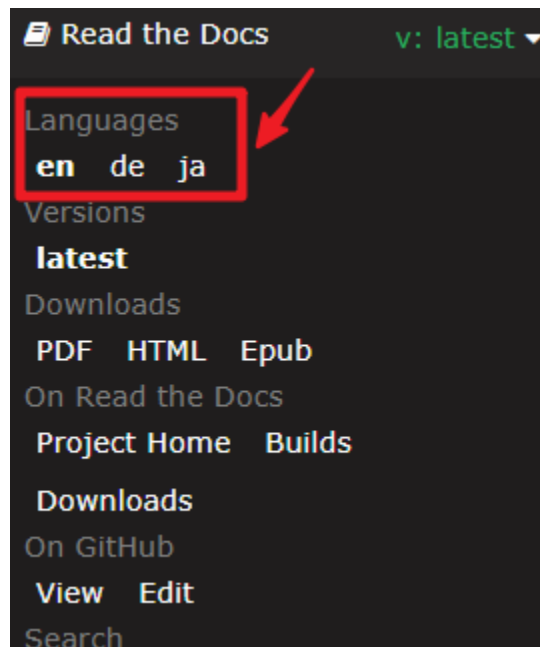 Read the Docs v: latest
Languages
en de ja
Versions
latest
Downloads
PDF HTML Epub
On Read the Docs
Project Home Builds
Downloads
On GitHub
View Edit
Search